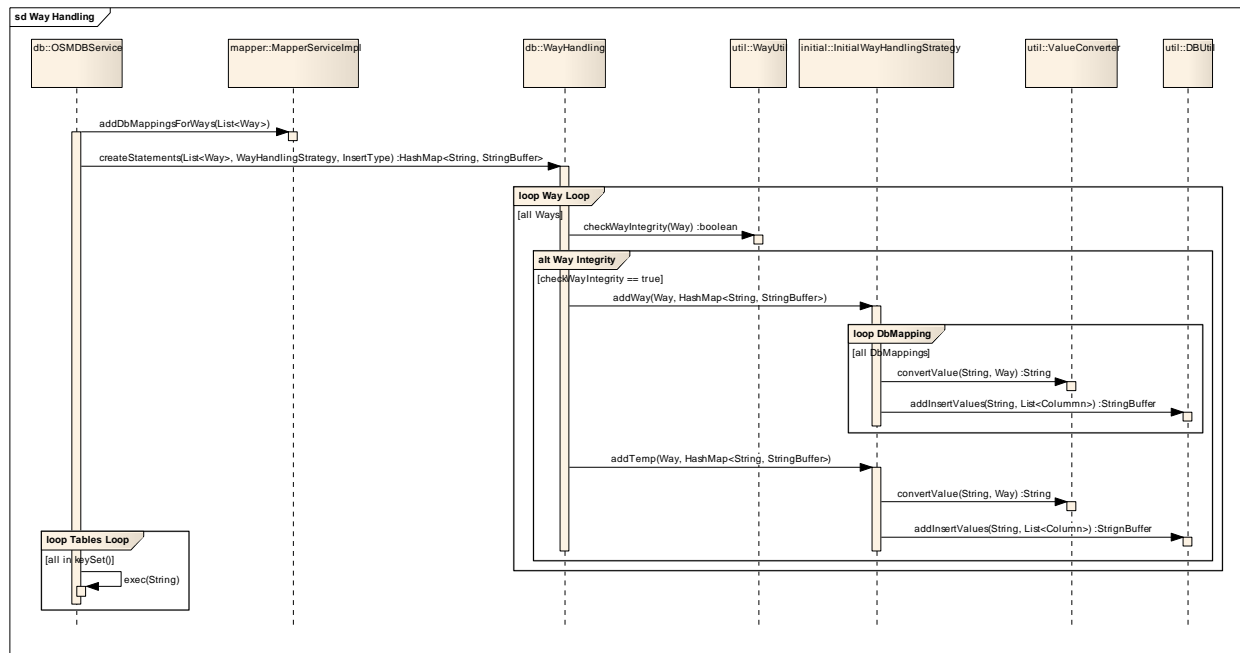 sd Way Handling
db::OSMDBService
mapper::MapperServiceImpl
db::WayHandling
util::WayUtil
initial::InitialWayHandlingStrategy
util::ValueConverter
util::DBUtil
addDbMappingsForWays(List<Way>)
createStatements(List<Way>, WayHandlingStrategy, InsertType) :HashMap<String, StringBuffer>
loop Way Loop
[all Ways]
checkWayIntegrity(Way) :boolean
alt Way Integrity
[checkWayIntegrity == true]
addWay(Way, HashMap<String, StringBuffer>)
loop DbMapping
[all DbMappings]
convertValue(String, Way) :String
addInsertValues(String, List<Colummn>) :StringBuffer
addTemp(Way, HashMap<String, StringBuffer>)
convertValue(String, Way) :String
addInsertValues(String, List<Column>) :StrignBuffer
loop Tables Loop
[all in keySet()]
exec(String)